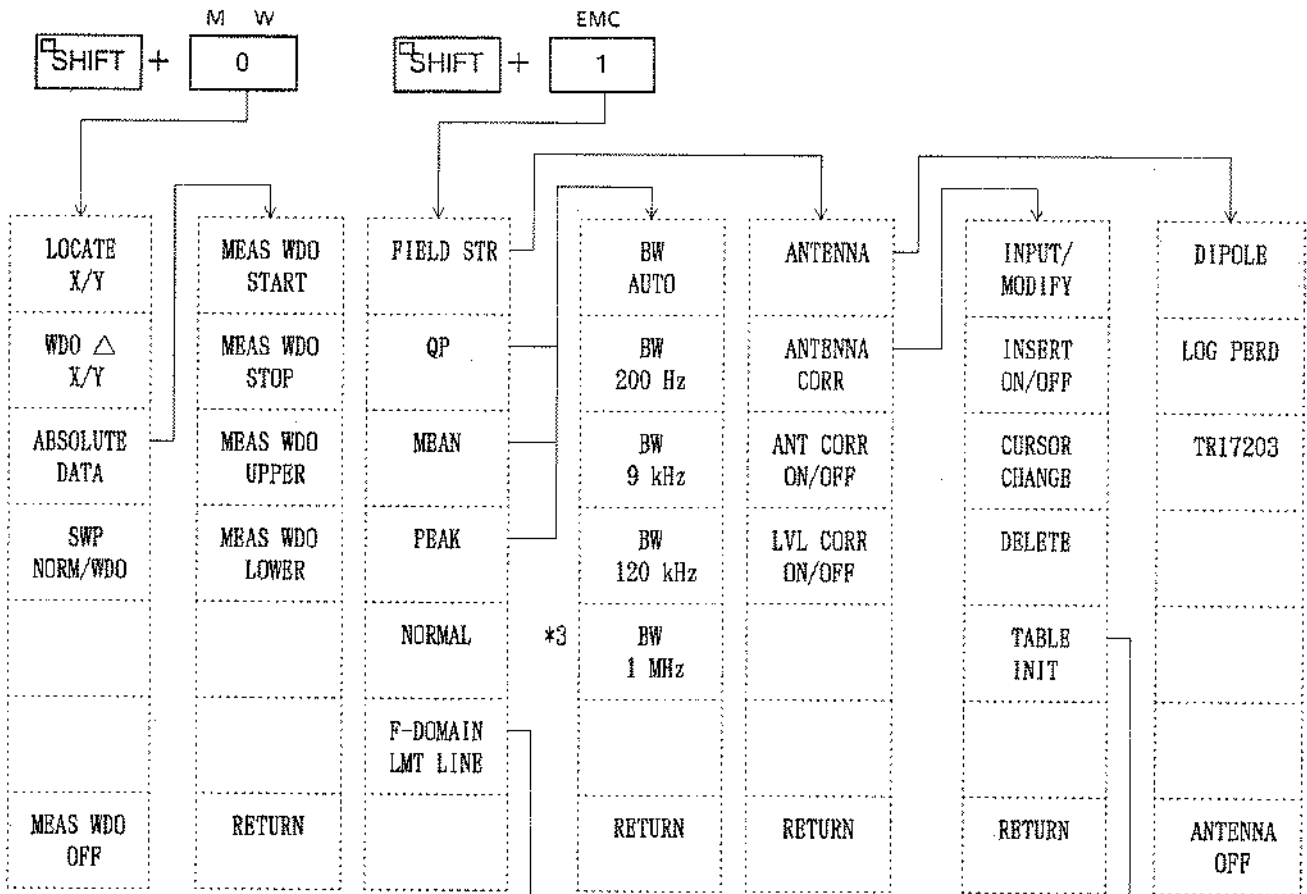 M W
SHIFT + 0
EMC
SHIFT + 1
LOCATE
X/Y
WDO △
X/Y
ABSOLUTE
DATA
SWP
NORM/WDO
MEAS WDO
OFF
MEAS WDO
START
MEAS WDO
STOP
MEAS WDO
UPPER
MEAS WDO
LOWER
RETURN
FIELD STR
QP
MEAN
PEAK
NORMAL
F-DOMAIN
LMT LINE
BW
AUTO
BW
200 Hz
BW
9 kHz
BW
120 kHz
*3
BW
1 MHz
RETURN
ANTENNA
ANTENNA
CORR
ANT CORR
ON/OFF
LVL CORR
ON/OFF
RETURN
INPUT/
MODIFY
INSERT
ON/OFF
CURSOR
CHANGE
DELETE
TABLE
INIT
RETURN
DIPOLE
LOG PERD
TR17203
ANTENNA
OFF